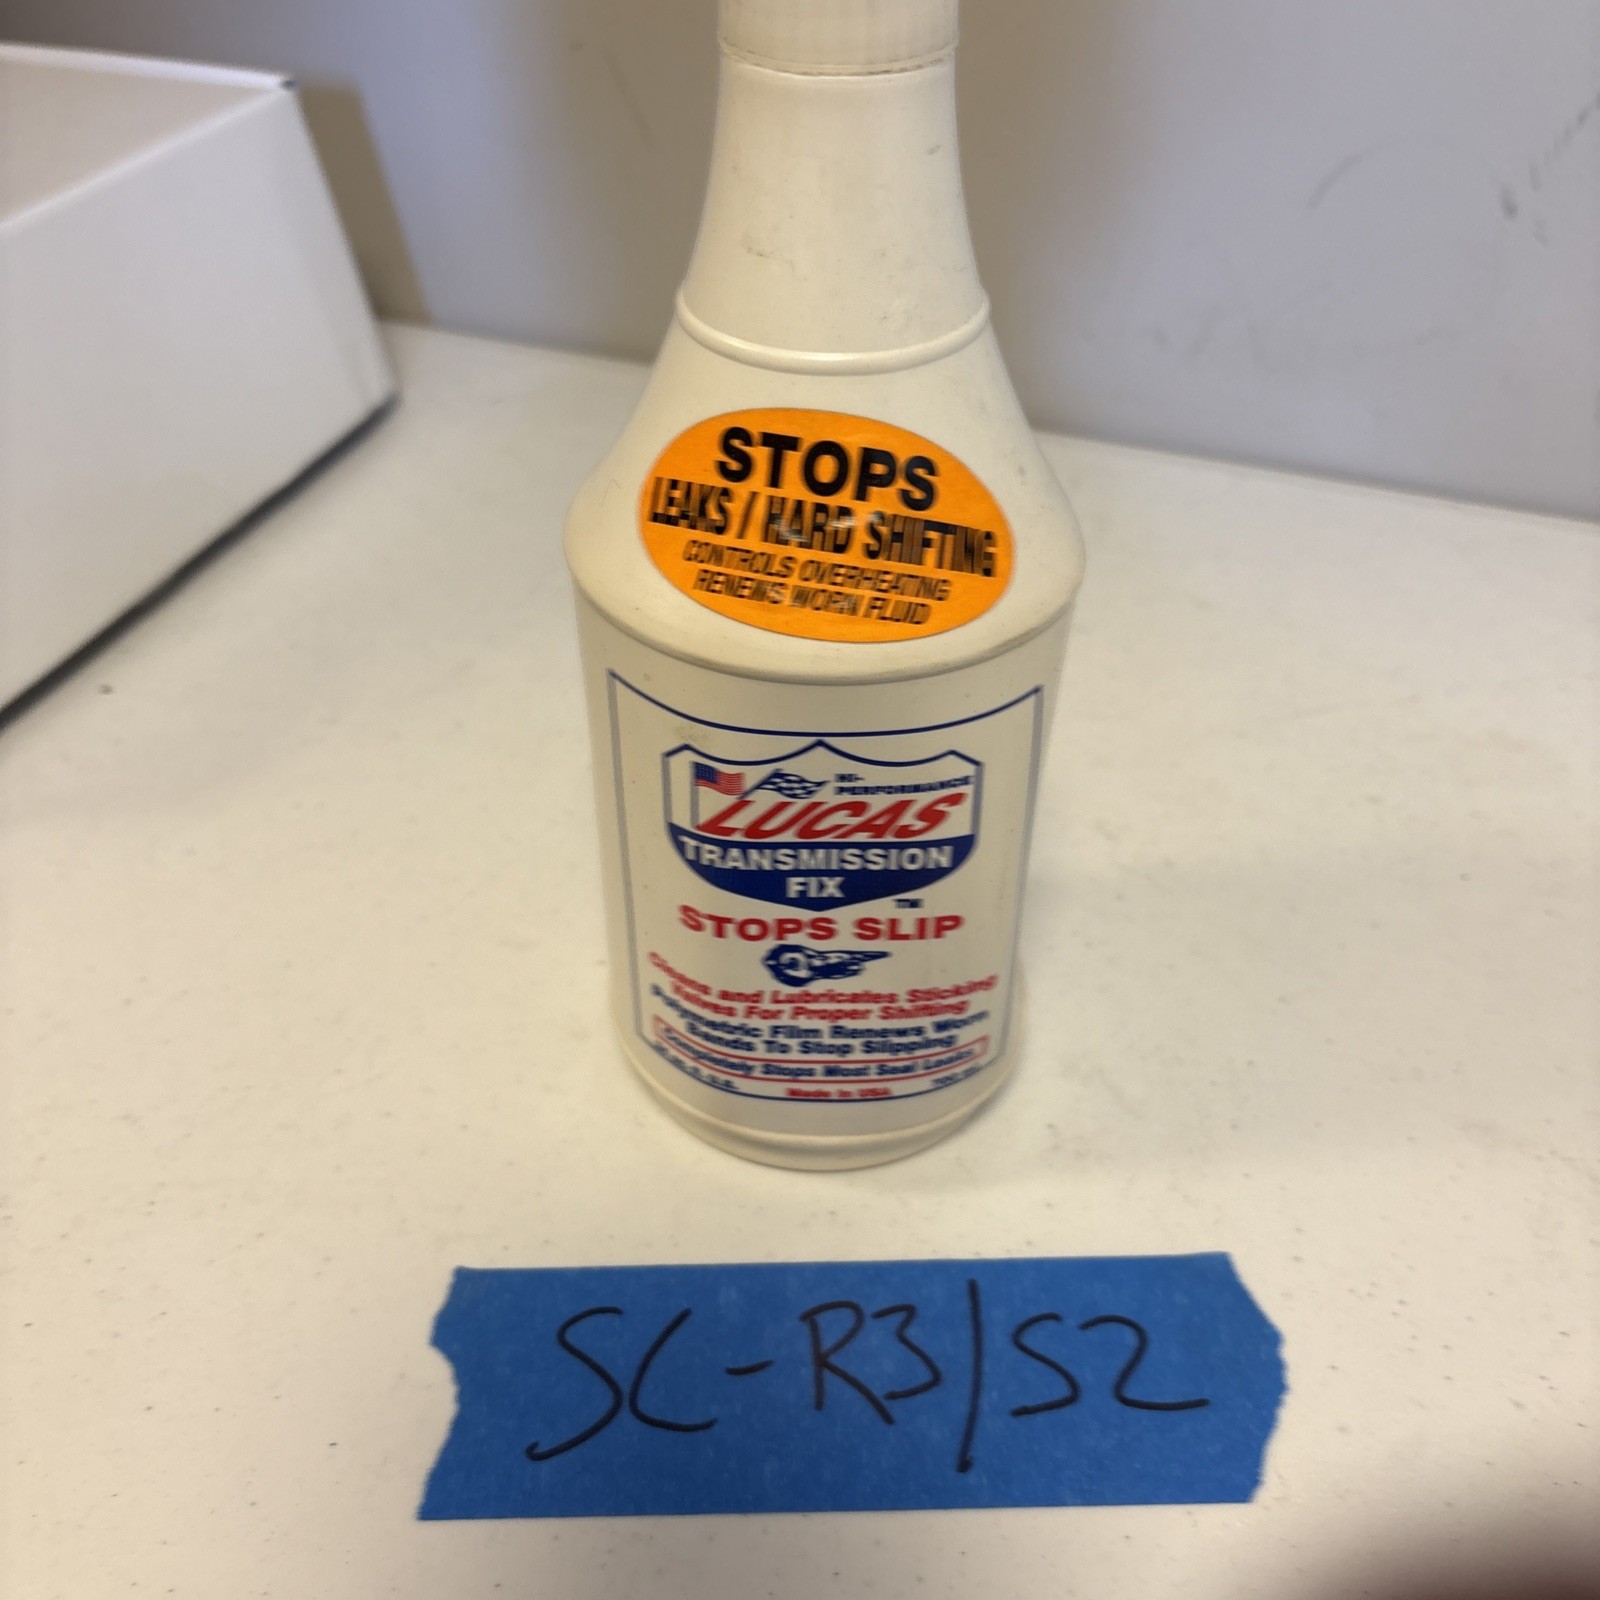 STOPS
LEAKS / HARD SHIFTING
CONTROLS OVERHEATING
RENEWS WORN FLUID
HI-
PERFORMANCE
LUCAS
TRANSMISSION
FIX
TM
STOPS SLIP
Cleans and Lubricates Sticking
Valves For Proper Shifting
Polymetric Film Renews Worn
Bands To Stop Slipping
Completely Stops Most Seal Leaks
Made in USA
SC-R3/S2